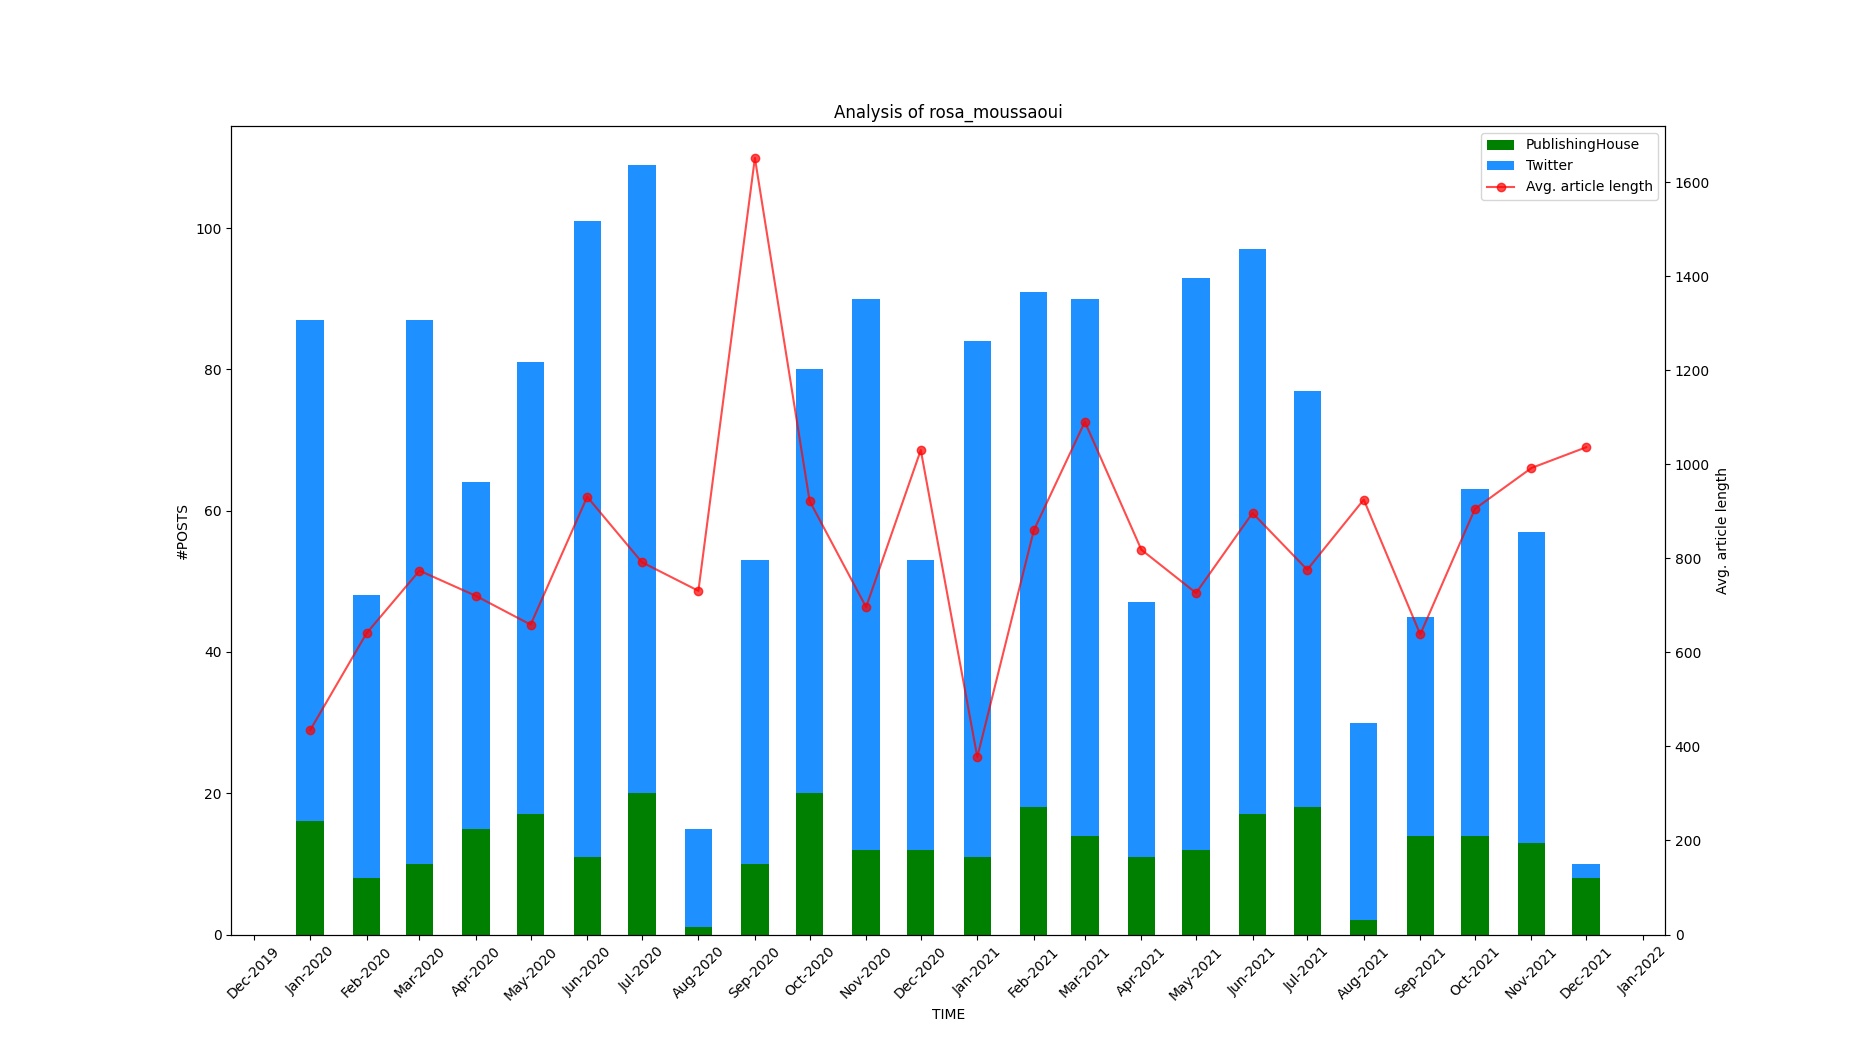 Analysis of rosa_moussaoui
PublishingHouse
Twitter
Avg. article length
100
80
60
40
20
0
#POSTS
1600
1400
1200
1000
800
600
400
200
0
Avg. article length
Dec-2019
Jan-2020
Feb-2020
Mar-2020
Apr-2020
May-2020
Jun-2020
Jul-2020
Aug-2020
Sep-2020
Oct-2020
Nov-2020
Dec-2020
Jan-2021
Feb-2021
Mar-2021
Apr-2021
May-2021
Jun-2021
Jul-2021
Aug-2021
Sep-2021
Oct-2021
Nov-2021
Dec-2021
Jan-2022
TIME